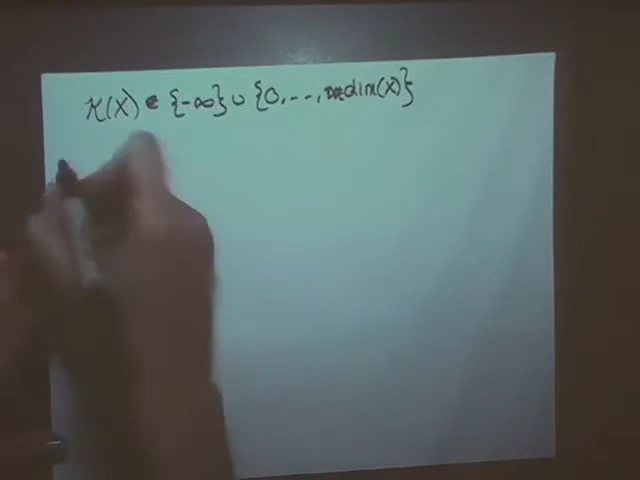 κ(X) ∈ {-∞} ∪ {0, ..., dim(X)}